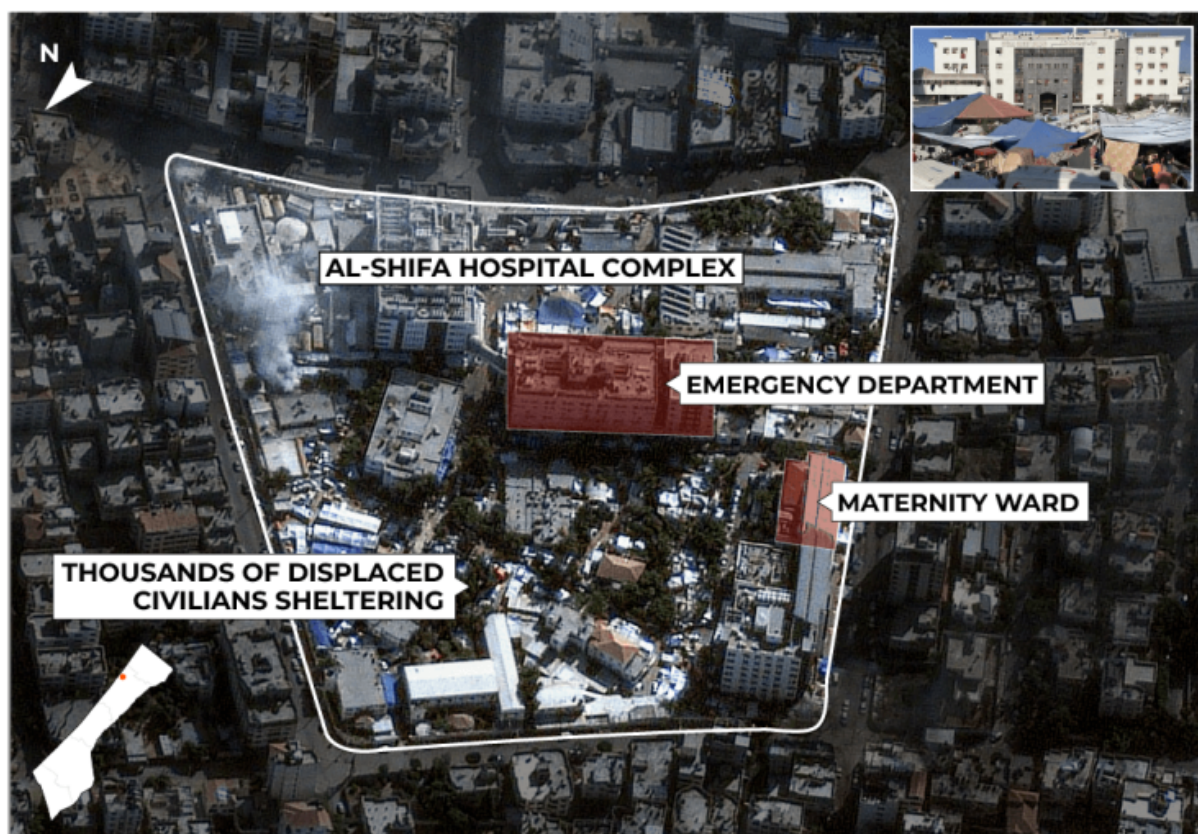 N
AL-SHIFA HOSPITAL COMPLEX
EMERGENCY DEPARTMENT
MATERNITY WARD
THOUSANDS OF DISPLACED
CIVILIANS SHELTERING